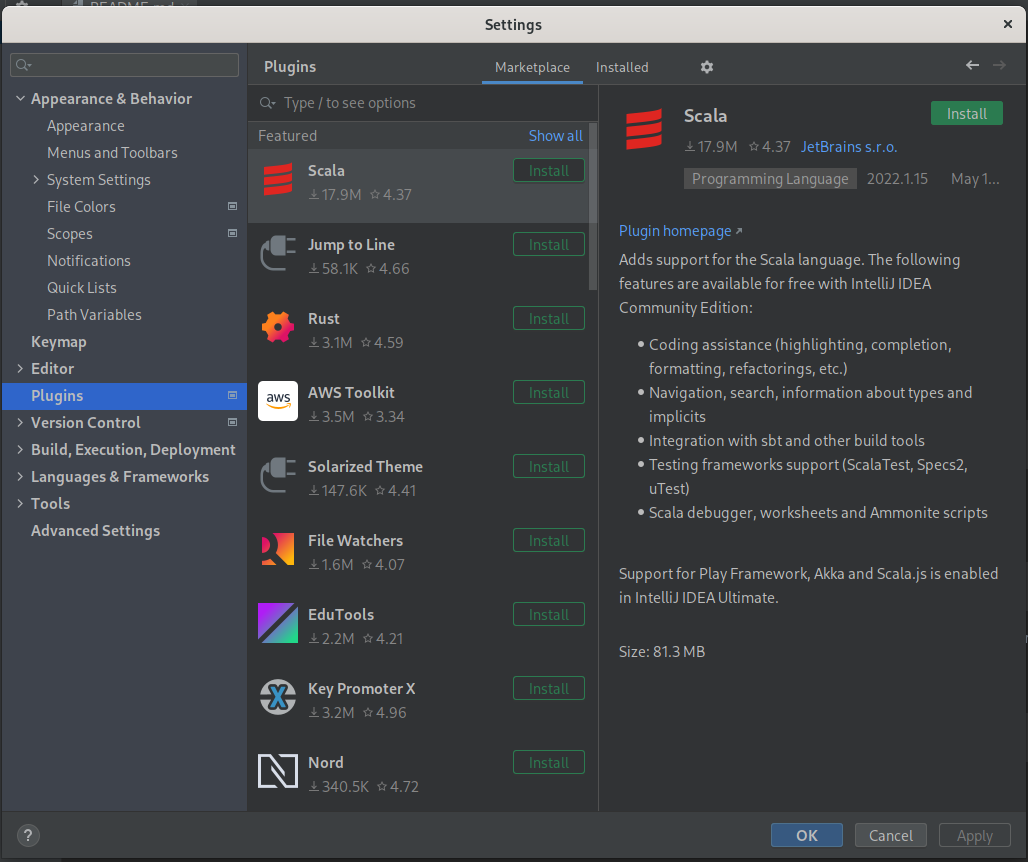 README.md
Settings
Appearance & Behavior
Appearance
Menus and Toolbars
System Settings
File Colors
Scopes
Notifications
Quick Lists
Path Variables
Keymap
Editor
Plugins
Version Control
Build, Execution, Deployment
Languages & Frameworks
Tools
Advanced Settings
Plugins
Marketplace
Installed
Type / to see options
Featured
Show all
Scala
Install
17.9M 4.37
Jump to Line
Install
58.1K 4.66
Rust
Install
3.1M 4.59
AWS Toolkit
Install
aws
3.5M 3.34
Solarized Theme
Install
147.6K 4.41
File Watchers
Install
1.6M 4.07
EduTools
Install
2.2M 4.21
Key Promoter X
Install
3.2M 4.96
Nord
Install
340.5K 4.72
Scala
Install
17.9M 4.37 JetBrains s.r.o.
Programming Language 2022.1.15 May 1...
Plugin homepage
Adds support for the Scala language. The following
features are available for free with IntelliJ IDEA
Community Edition:
• Coding assistance (highlighting, completion,
formatting, refactorings, etc.)
• Navigation, search, information about types and
implicits
• Integration with sbt and other build tools
• Testing frameworks support (ScalaTest, Specs2,
uTest)
• Scala debugger, worksheets and Ammonite scripts
Support for Play Framework, Akka and Scala.js is enabled
in IntelliJ IDEA Ultimate.
Size: 81.3 MB
?
OK
Cancel
Apply